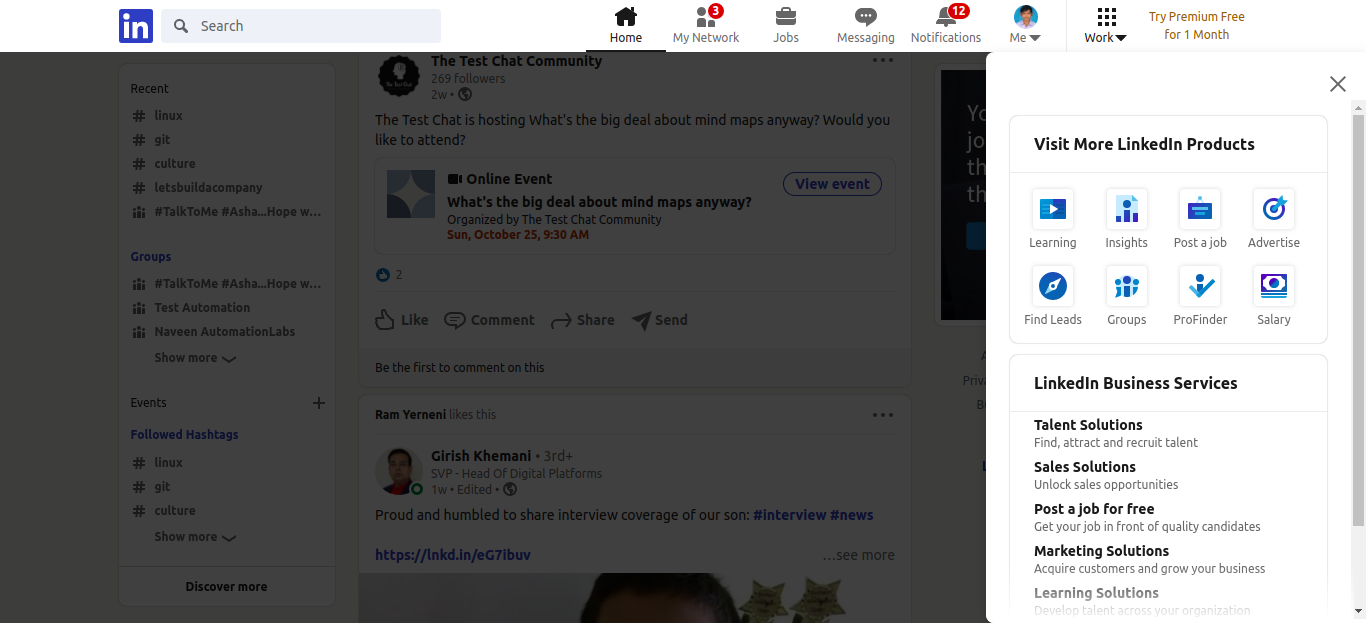 in
Search
Home
3
My Network
Jobs
Messaging
12
Notifications
Me
Work
Try Premium Free
for 1 Month
Recent
# linux
# git
# culture
# letsbuildacompany
#TalkToMe #Asha...Hope w...
Groups
#TalkToMe #Asha...Hope w...
Test Automation
Naveen AutomationLabs
Show more
Events
+
Followed Hashtags
# linux
# git
# culture
Show more
Discover more
The Test Chat Community
269 followers
2w •
The Test Chat is hosting What's the big deal about mind maps anyway? Would you
like to attend?
Online Event
What's the big deal about mind maps anyway?
Organized by The Test Chat Community
Sun, October 25, 9:30 AM
View event
2
Like
Comment
Share
Send
Be the first to comment on this
Ram Yerneni likes this
Girish Khemani • 3rd+
SVP - Head Of Digital Platforms
1w • Edited •
Proud and humbled to share interview coverage of our son: #interview #news
https://lnkd.in/eG7ibuv
...see more
Visit More LinkedIn Products
Learning
Insights
Post a job
Advertise
Find Leads
Groups
ProFinder
Salary
LinkedIn Business Services
Talent Solutions
Find, attract and recruit talent
Sales Solutions
Unlock sales opportunities
Post a job for free
Get your job in front of quality candidates
Marketing Solutions
Acquire customers and grow your business
Learning Solutions
Develop talent across your organization